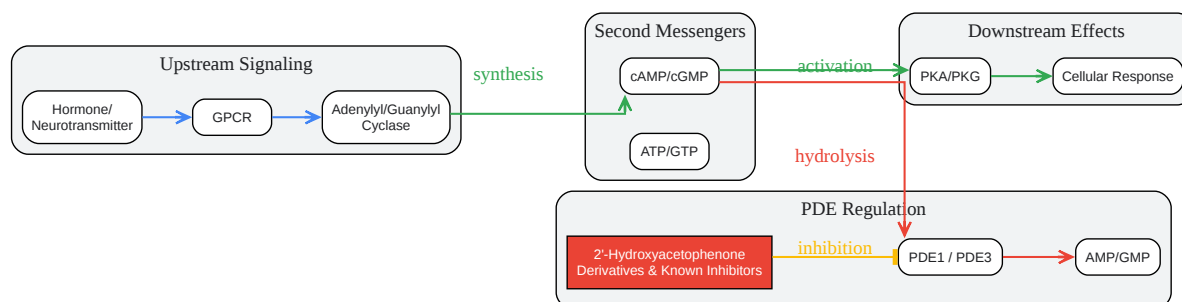 Upstream Signaling
Hormone/
Neurotransmitter
GPCR
Adenylyl/Guanylyl
Cyclase
synthesis
Second Messengers
cAMP/cGMP
ATP/GTP
activation
Downstream Effects
PKA/PKG
Cellular Response
hydrolysis
PDE Regulation
2'-Hydroxyacetophenone
Derivatives & Known Inhibitors
inhibition
PDE1 / PDE3
AMP/GMP